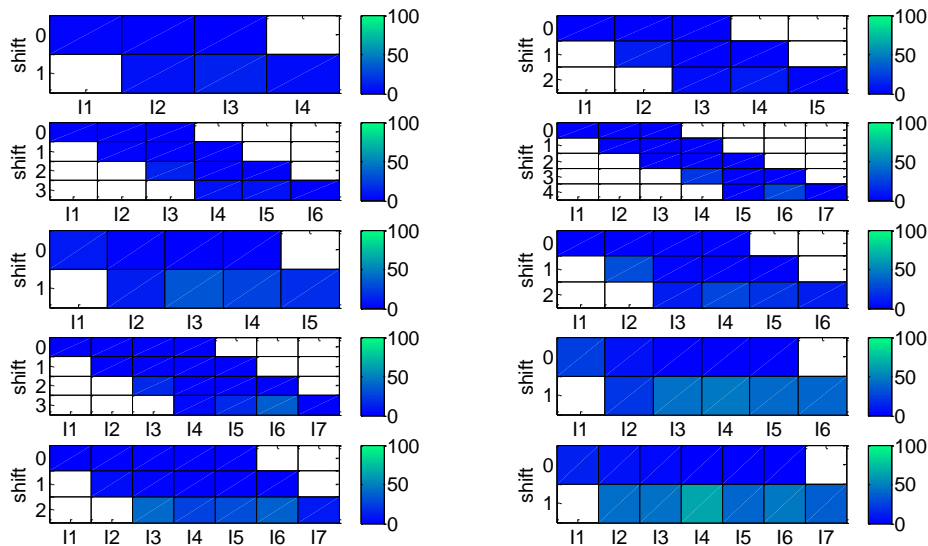 shift 0 1 I1 I2 I3 I4 100 50 0
shift 0 1 2 I1 I2 I3 I4 I5 100 50 0
shift 0 1 2 3 I1 I2 I3 I4 I5 I6 100 50 0
shift 0 1 2 3 4 I1 I2 I3 I4 I5 I6 I7 100 50 0
shift 0 1 I1 I2 I3 I4 I5 100 50 0
shift 0 1 2 I1 I2 I3 I4 I5 I6 100 50 0
shift 0 1 2 3 I1 I2 I3 I4 I5 I6 I7 100 50 0
shift 0 1 I1 I2 I3 I4 I5 I6 100 50 0
shift 0 1 2 I1 I2 I3 I4 I5 I6 I7 100 50 0
shift 0 1 I1 I2 I3 I4 I5 I6 I7 100 50 0